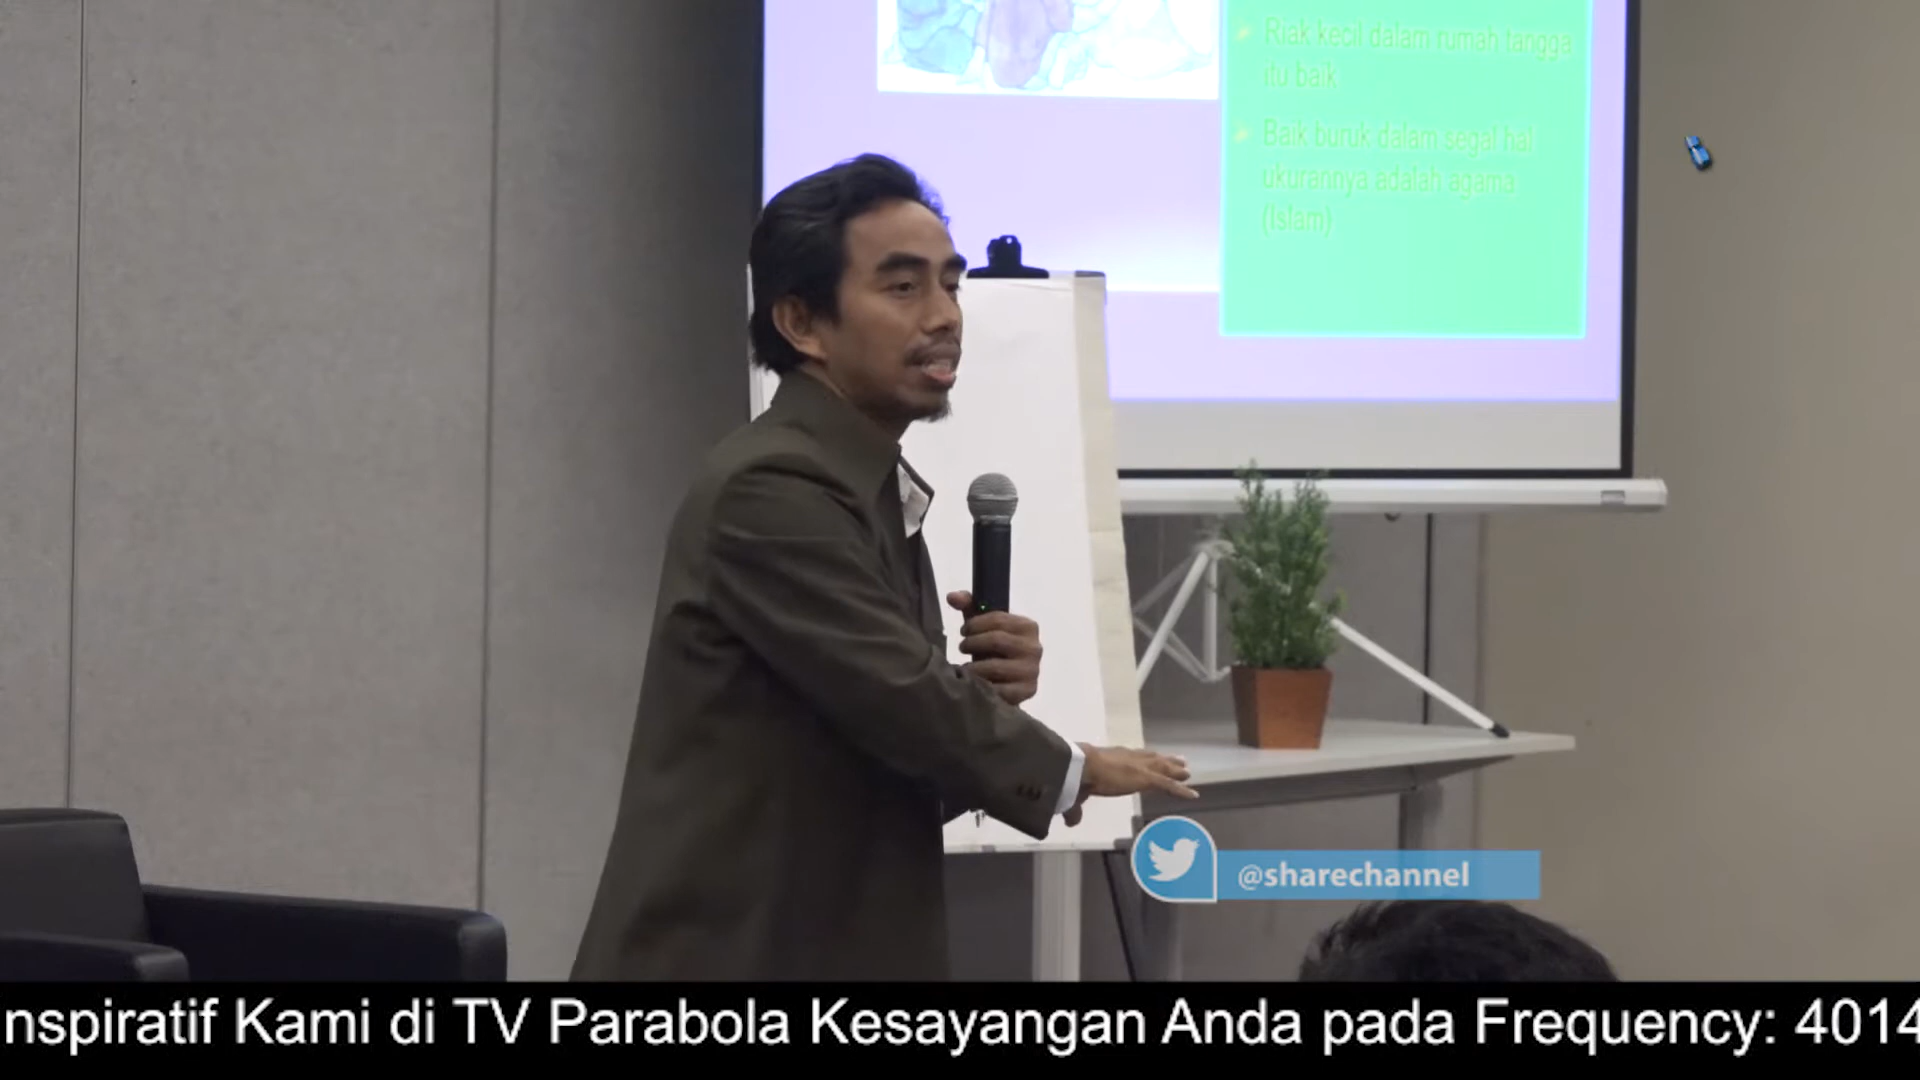 Riak kecil dalam rumah tangga
itu baik
Baik buruk dalam segal hal
ukurannya adalah agama
(Islam)
@sharechannel
nspiratif Kami di TV Parabola Kesayangan Anda pada Frequency: 4014